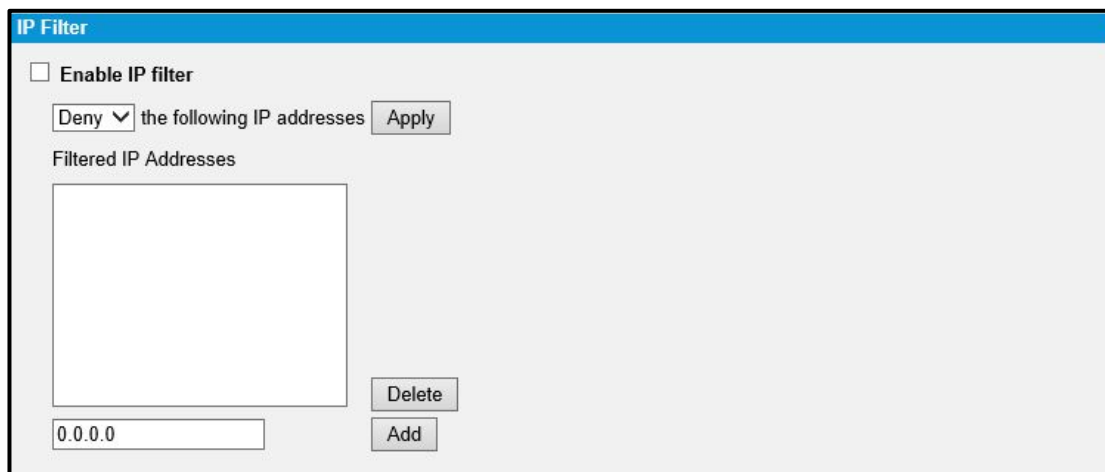 IP Filter
Enable IP filter
Deny the following IP addresses Apply
Filtered IP Addresses
Delete
0.0.0.0 Add